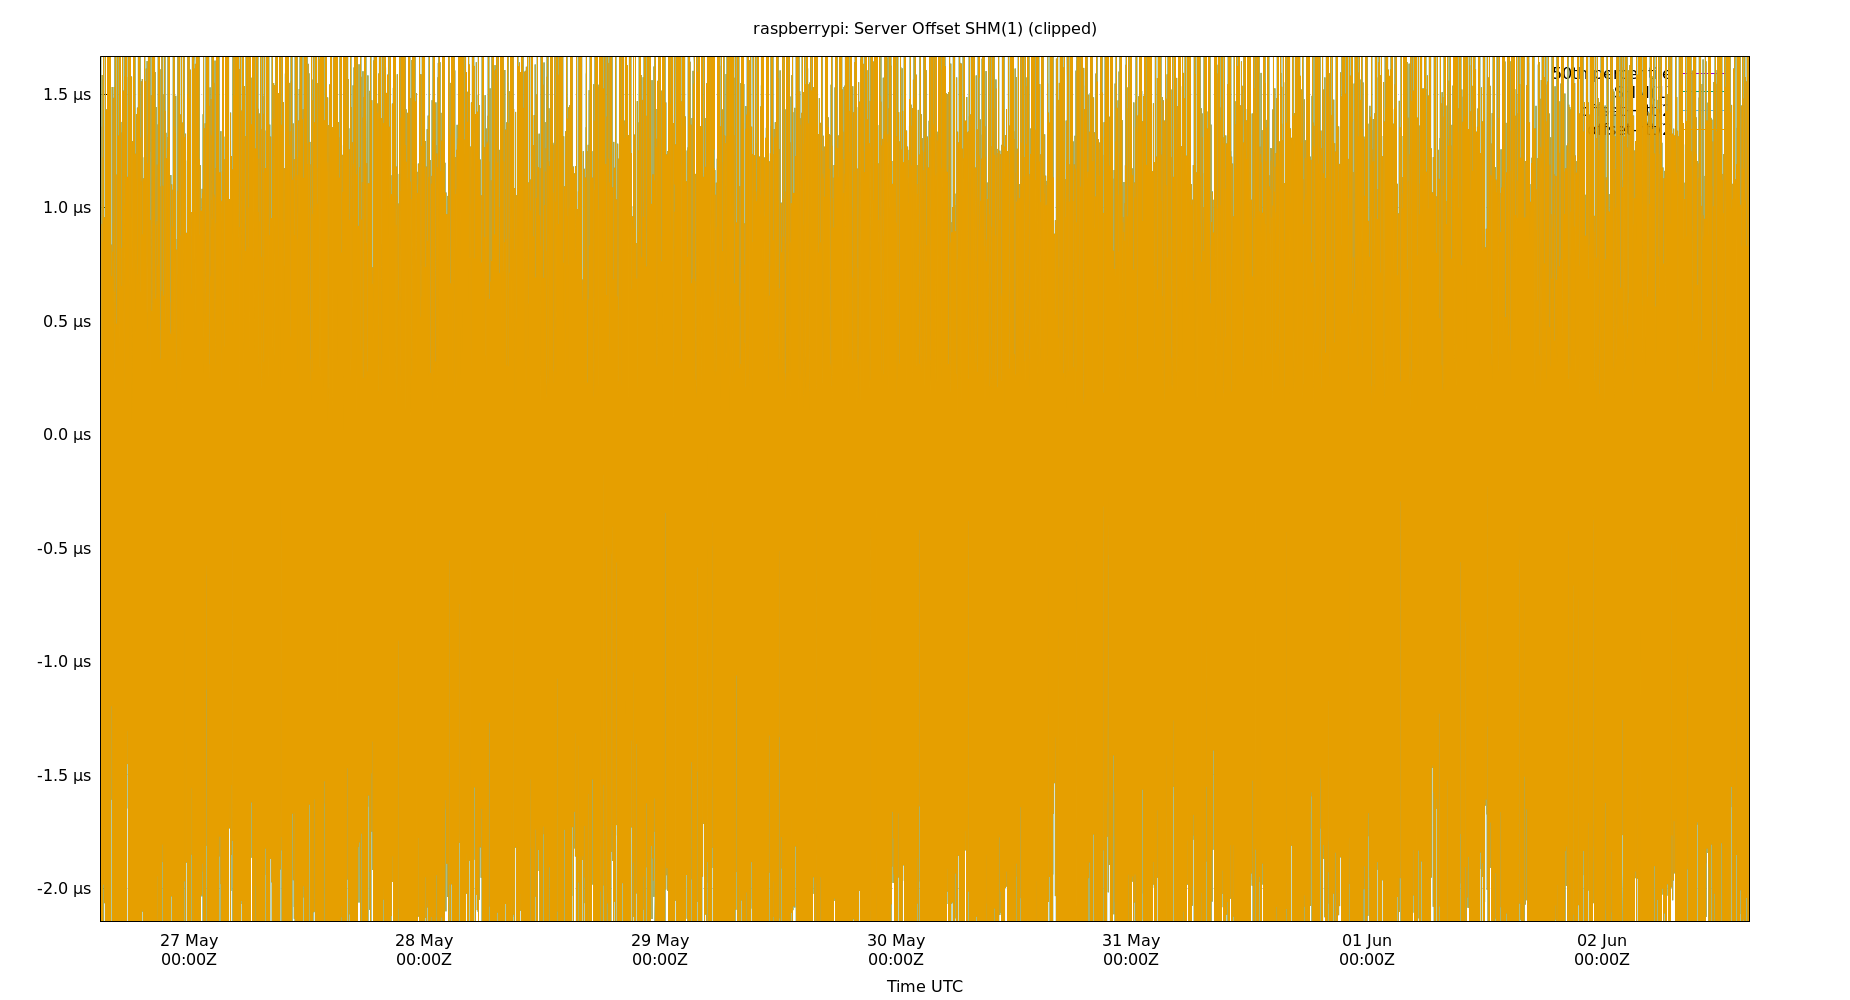 raspberrypi: Server Offset SHM(1) (clipped)
50th percentile
1.5 µs
1.0 µs
0.5 µs
0.0 µs
-0.5 µs
-1.0 µs
-1.5 µs
-2.0 µs
27 May 28 May 29 May 30 May 31 May 01 Jun 02 Jun
00:00Z 00:00Z 00:00Z 00:00Z 00:00Z 00:00Z 00:00Z
Time UTC